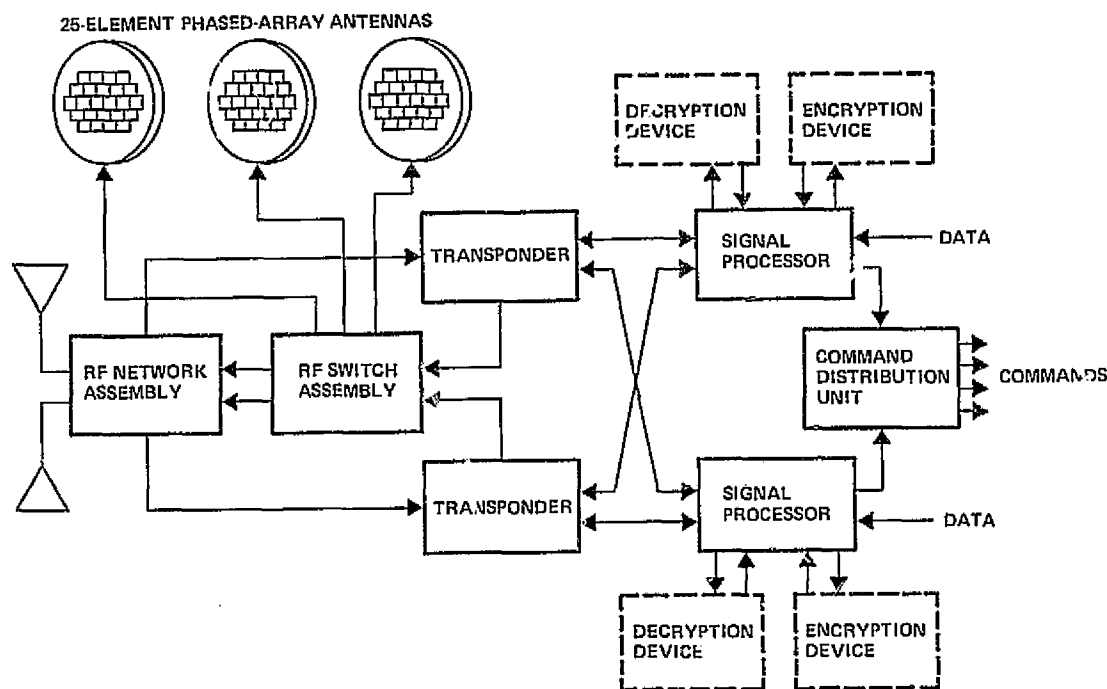 25-ELEMENT PHASED-ARRAY ANTENNAS
DECRYPTION
DEVICE
ENCRYPTION
DEVICE
TRANSPONDER
SIGNAL
PROCESSOR
DATA
RF NETWORK
ASSEMBLY
RF SWITCH
ASSEMBLY
COMMAND
DISTRIBUTION
UNIT
COMMANDS
TRANSPONDER
SIGNAL
PROCESSOR
DATA
DECRYPTION
DEVICE
ENCRYPTION
DEVICE